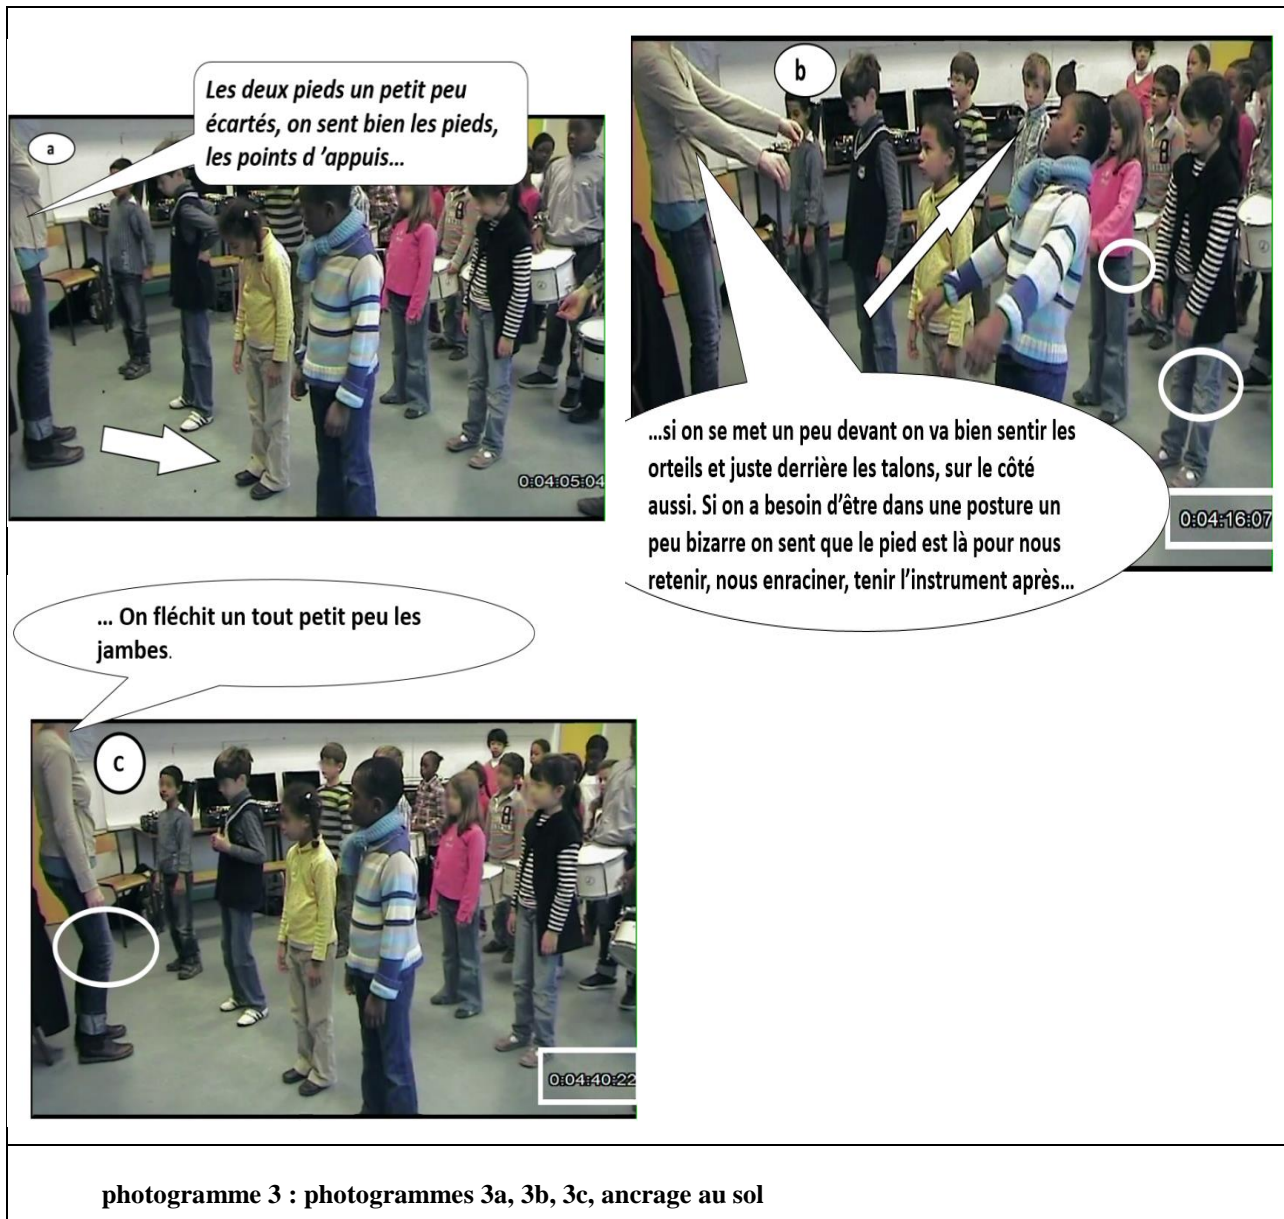 a
Les deux pieds un petit peu
écartés, on sent bien les pieds,
les points d ’appuis...
0:04:05:04
b
...si on se met un peu devant on va bien sentir les
orteils et juste derrière les talons, sur le côté
aussi. Si on a besoin d’être dans une posture un
peu bizarre on sent que le pied est là pour nous
retenir, nous enraciner, tenir l’instrument après...
0:04:16:07
... On fléchit un tout petit peu les
jambes.
c
0:04:40:22
photogramme 3 : photogrammes 3a, 3b, 3c, ancrage au sol